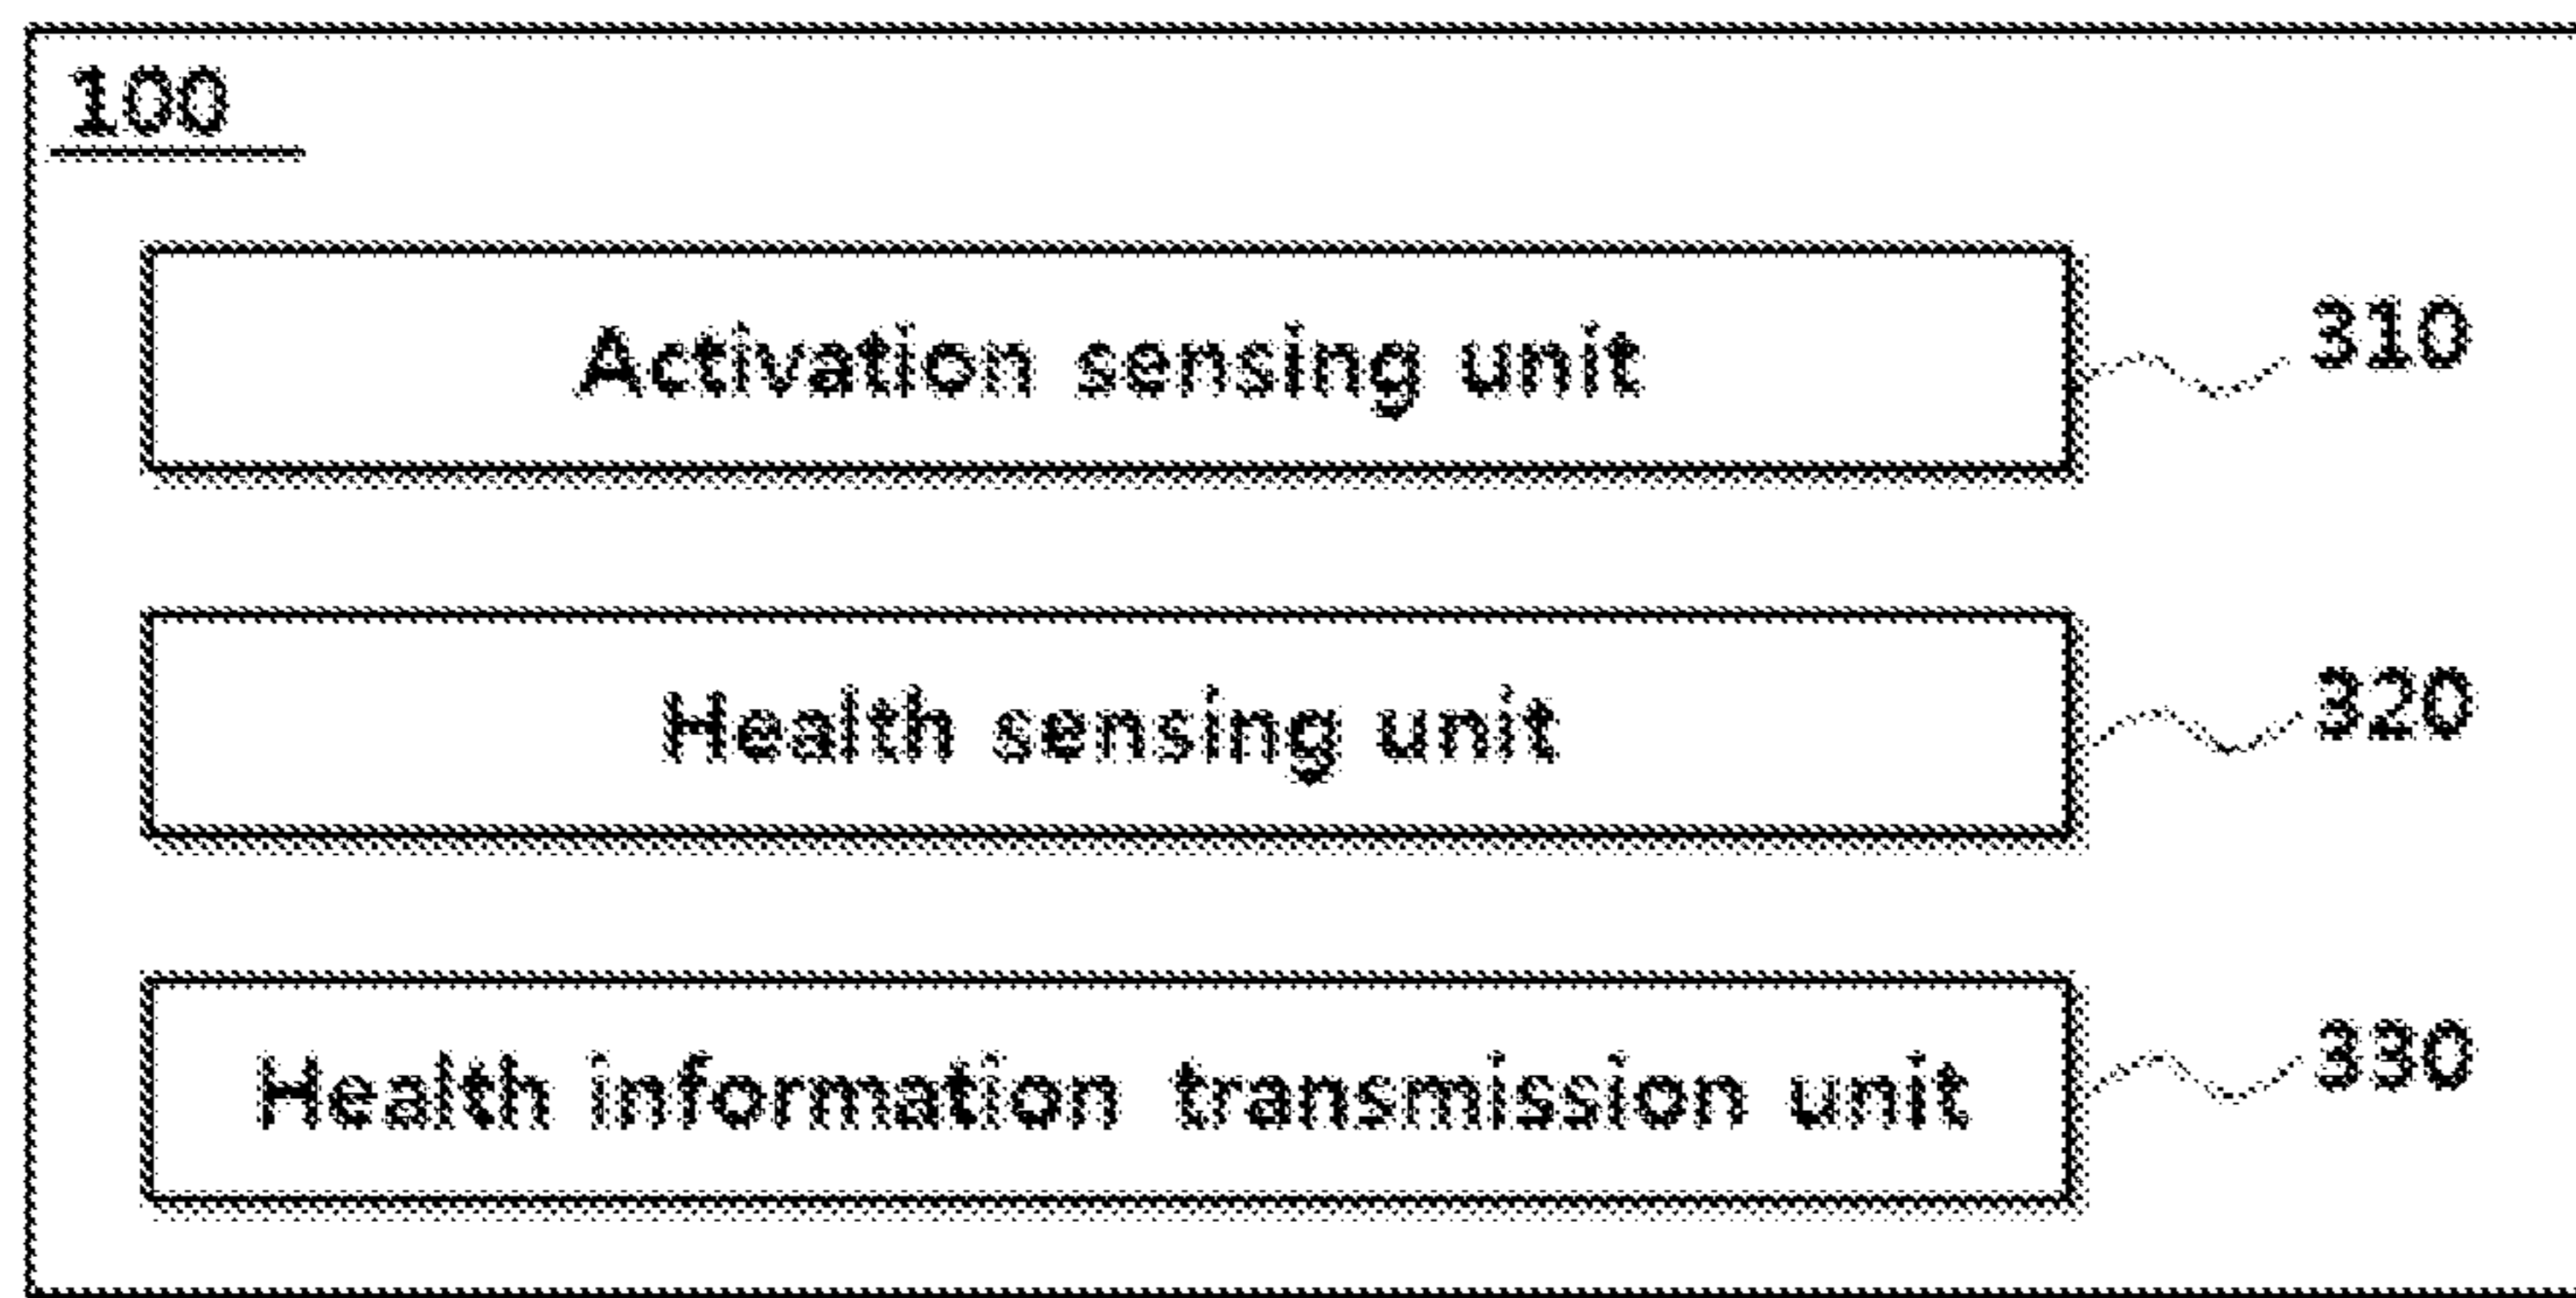 100
Activation sensing unit 310
Health sensing unit 320
Health information transmission unit 330